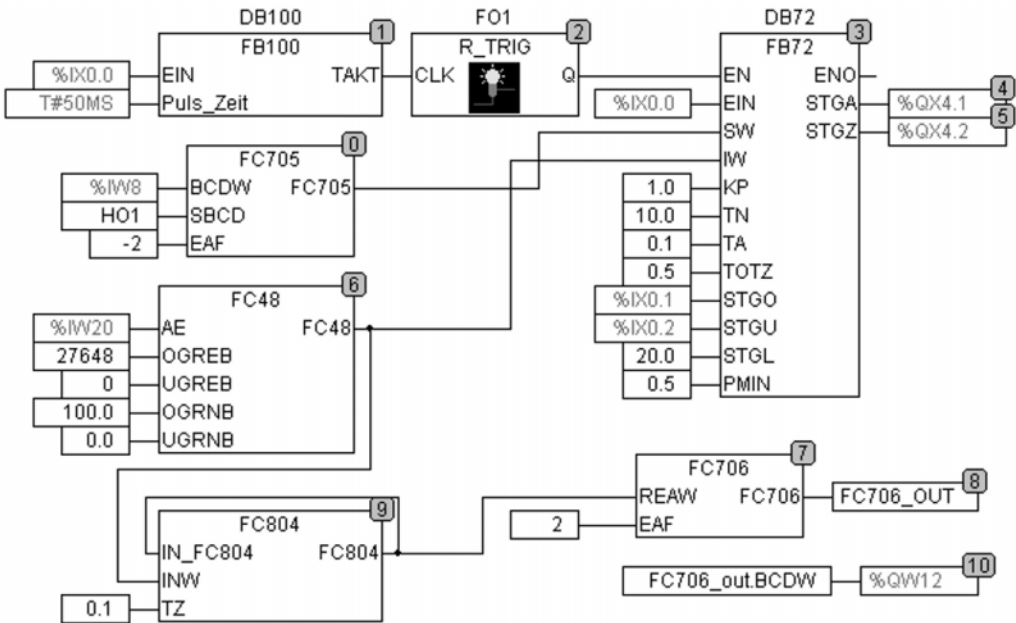 DB100 FO1 DB72
1 2 3
FB100 R_TRIG FB72
%IX0.0 EIN TAKT CLK Q EN ENO
T#50MS Puls_Zeit
%IX0.0 EIN STGA %QX4.1 4
SW STGZ %QX4.2 5
IW
0
FC705
%IW8 BCDW FC705
HO1 SBCD
-2 EAF
1.0 KP
10.0 TN
0.1 TA
0.5 TOTZ
%IX0.1 STGO
%IX0.2 STGU
20.0 STGL
0.5 PMIN
6
FC48
%IW20 AE FC48
27648 OGREB
0 UGREB
100.0 OGRNB
0.0 UGRNB
7
FC706
REAW FC706 FC706_OUT 8
2 EAF
9
FC804
IN_FC804 FC804
INW
0.1 TZ
FC706_out.BCDW %QW12 10